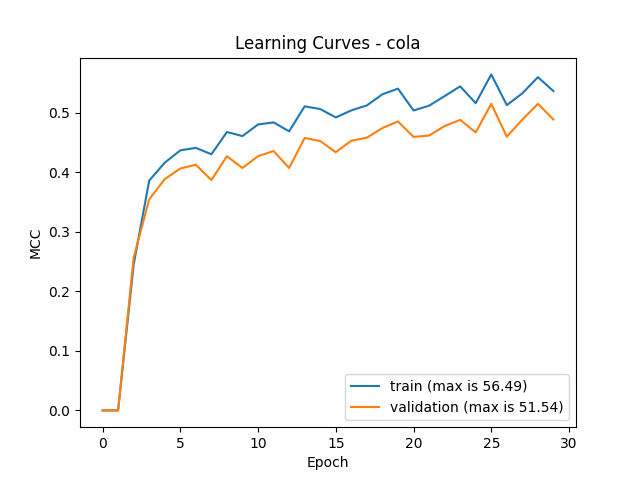 Learning Curves - cola
MCC
0.5
0.4
0.3
0.2
0.1
0.0
train (max is 56.49)
validation (max is 51.54)
0 5 10 15 20 25 30
Epoch